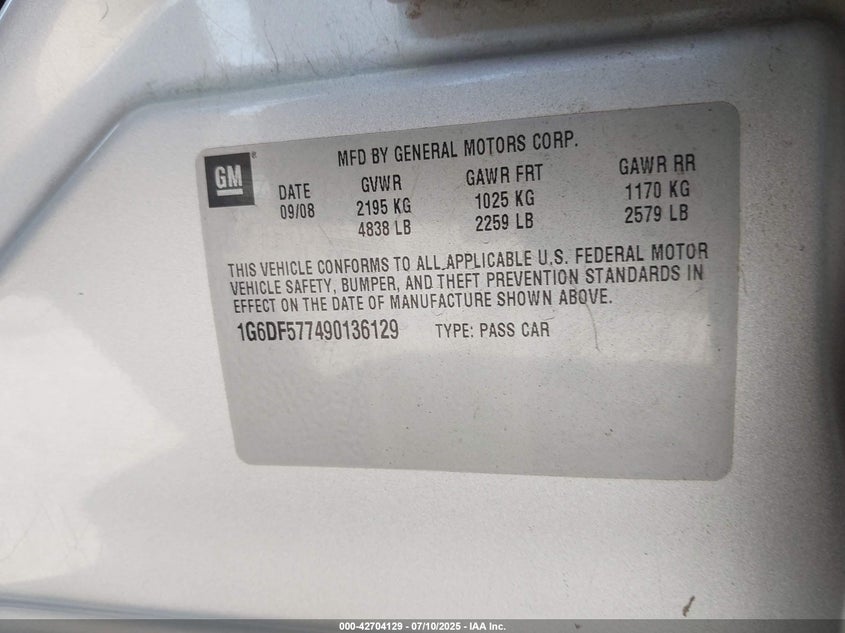 MFD BY GENERAL MOTORS CORP.
GM®
DATE GVWR GAWR FRT GAWR RR
09/08 2195 KG 1025 KG 1170 KG
4838 LB 2259 LB 2579 LB
THIS VEHICLE CONFORMS TO ALL APPLICABLE U.S. FEDERAL MOTOR
VEHICLE SAFETY, BUMPER, AND THEFT PREVENTION STANDARDS IN
EFFECT ON THE DATE OF MANUFACTURE SHOWN ABOVE.
1G6DF577490136129 TYPE: PASS CAR
000-42704129 - 07/10/2025 - IAA Inc.